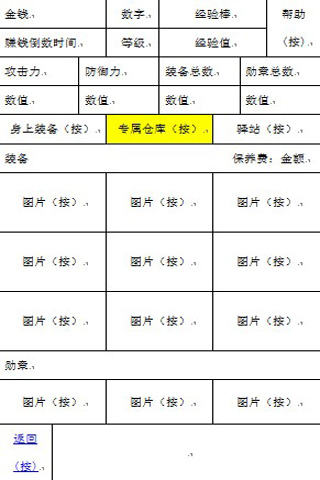 金钱 数字 经验棒 帮助
赚钱倒数时间 等级 经验值 （按）
攻击力 防御力 装备总数 勋章总数
数值 数值 数值 数值
身上装备（按） 专属仓库（按） 驿站（按）
装备 保养费：金额
图片（按） 图片（按） 图片（按）
图片（按） 图片（按） 图片（按）
图片（按） 图片（按） 图片（按）
勋章
图片（按） 图片（按） 图片（按）
返回
（按）